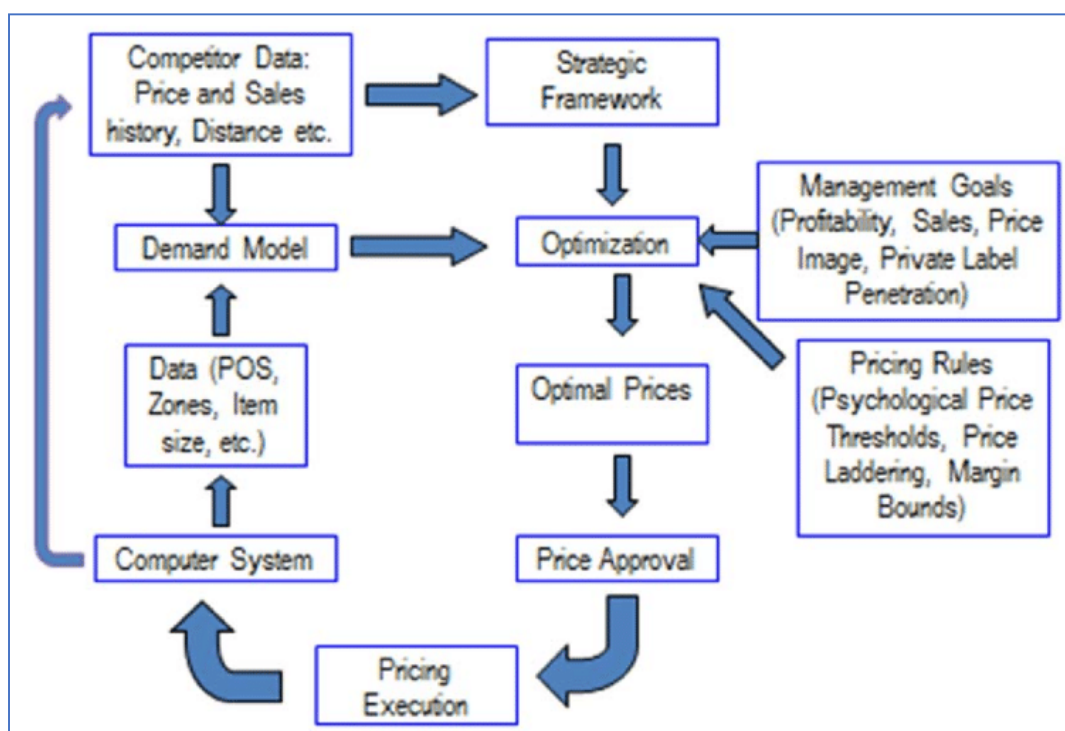 Competitor Data:
Price and Sales
history, Distance etc.
Strategic
Framework
Management Goals
(Profitability, Sales, Price
Image, Private Label
Penetration)
Demand Model
Optimization
Data (POS,
Zones, Item
size, etc.)
Optimal Prices
Pricing Rules
(Psychological Price
Thresholds, Price
Laddering, Margin
Bounds)
Computer System
Price Approval
Pricing
Execution